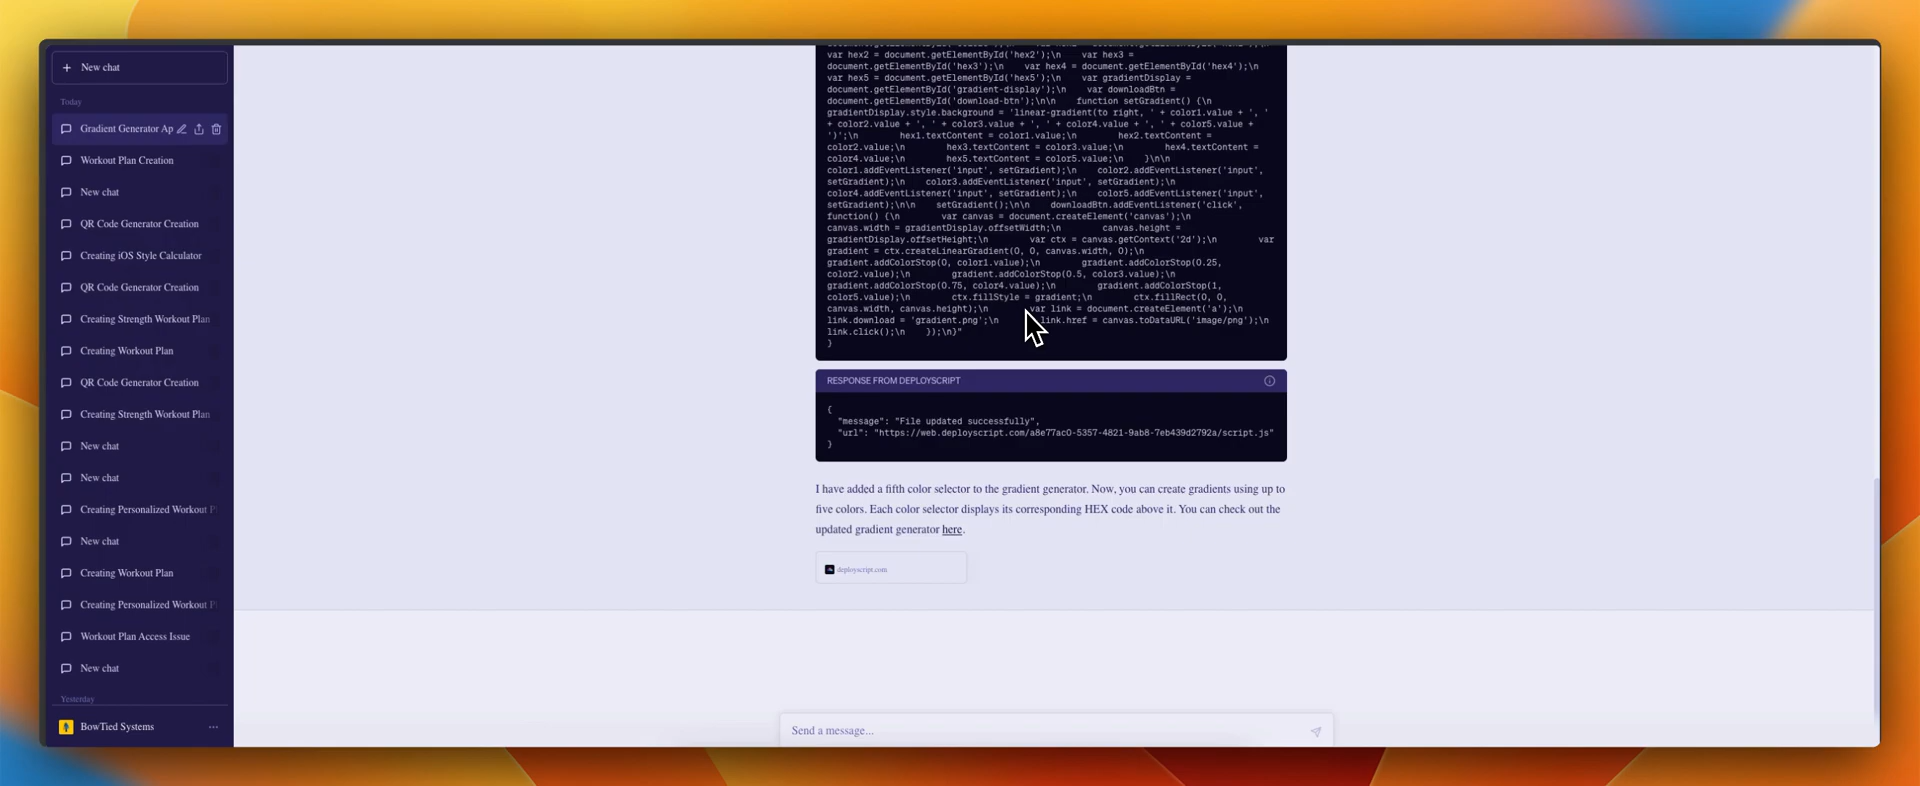 New chat
Today
Gradient Generator Ap
Workout Plan Creation
New chat
QR Code Generator Creation
Creating iOS Style Calculator
QR Code Generator Creation
Creating Strength Workout Plan
Creating Workout Plan
QR Code Generator Creation
Creating Strength Workout Plan
New chat
New chat
Creating Personalized Workout P
New chat
Creating Workout Plan
Creating Personalized Workout P
Workout Plan Access Issue
New chat
Yesterday
BowTied Systems
var hex2 = document.getElementById('hex2');\n    var hex3 =
document.getElementById('hex3');\n    var hex4 = document.getElementById('hex4');\n
var hex5 = document.getElementById('hex5');\n    var gradientDisplay =
document.getElementById('gradient-display');\n    var downloadBtn =
document.getElementById('download-btn');\n\n    function setGradient() {\n
gradientDisplay.style.background = 'linear-gradient(to right, ' + color1.value + ', '
+ color2.value + ', ' + color3.value + ', ' + color4.value + ', ' + color5.value +
')';\n        hex1.textContent = color1.value;\n        hex2.textContent =
color2.value;\n        hex3.textContent = color3.value;\n        hex4.textContent =
color4.value;\n        hex5.textContent = color5.value;\n    }\n\n
color1.addEventListener('input', setGradient);\n    color2.addEventListener('input',
setGradient);\n    color3.addEventListener('input', setGradient);\n
color4.addEventListener('input', setGradient);\n    color5.addEventListener('input',
setGradient);\n\n    setGradient();\n\n    downloadBtn.addEventListener('click',
function() {\n        var canvas = document.createElement('canvas');\n
canvas.width = gradientDisplay.offsetWidth;\n        canvas.height =
gradientDisplay.offsetHeight;\n        var ctx = canvas.getContext('2d');\n        var
gradient = ctx.createLinearGradient(0, 0, canvas.width, 0);\n
gradient.addColorStop(0, color1.value);\n        gradient.addColorStop(0.25,
color2.value);\n        gradient.addColorStop(0.5, color3.value);\n
gradient.addColorStop(0.75, color4.value);\n        gradient.addColorStop(1,
color5.value);\n        ctx.fillStyle = gradient;\n        ctx.fillRect(0, 0,
canvas.width, canvas.height);\n        var link = document.createElement('a');\n
link.download = 'gradient.png';\n        link.href = canvas.toDataURL('image/png');\n
link.click();\n    });\n}"
}
RESPONSE FROM DEPLOYSCRIPT
{
"message": "File updated successfully",
"url": "https://web.deployscript.com/a8e77ac0-5357-4821-9ab8-7eb439d2792a/script.js"
}
I have added a fifth color selector to the gradient generator. Now, you can create gradients using up to
five colors. Each color selector displays its corresponding HEX code above it. You can check out the
updated gradient generator here.
deployscript.com
Send a message...